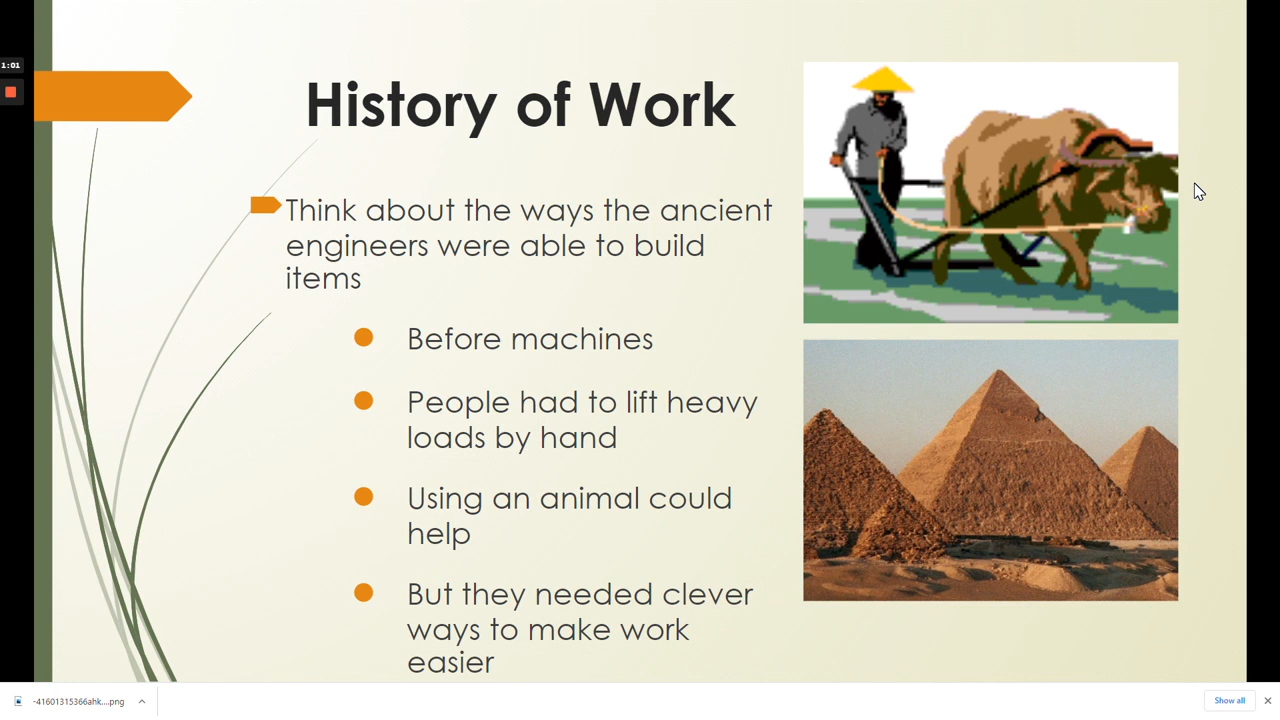 1:01
History of Work
Think about the ways the ancient
engineers were able to build
items
Before machines
People had to lift heavy
loads by hand
Using an animal could
help
But they needed clever
ways to make work
easier
-41601315366ahk....png
Show all